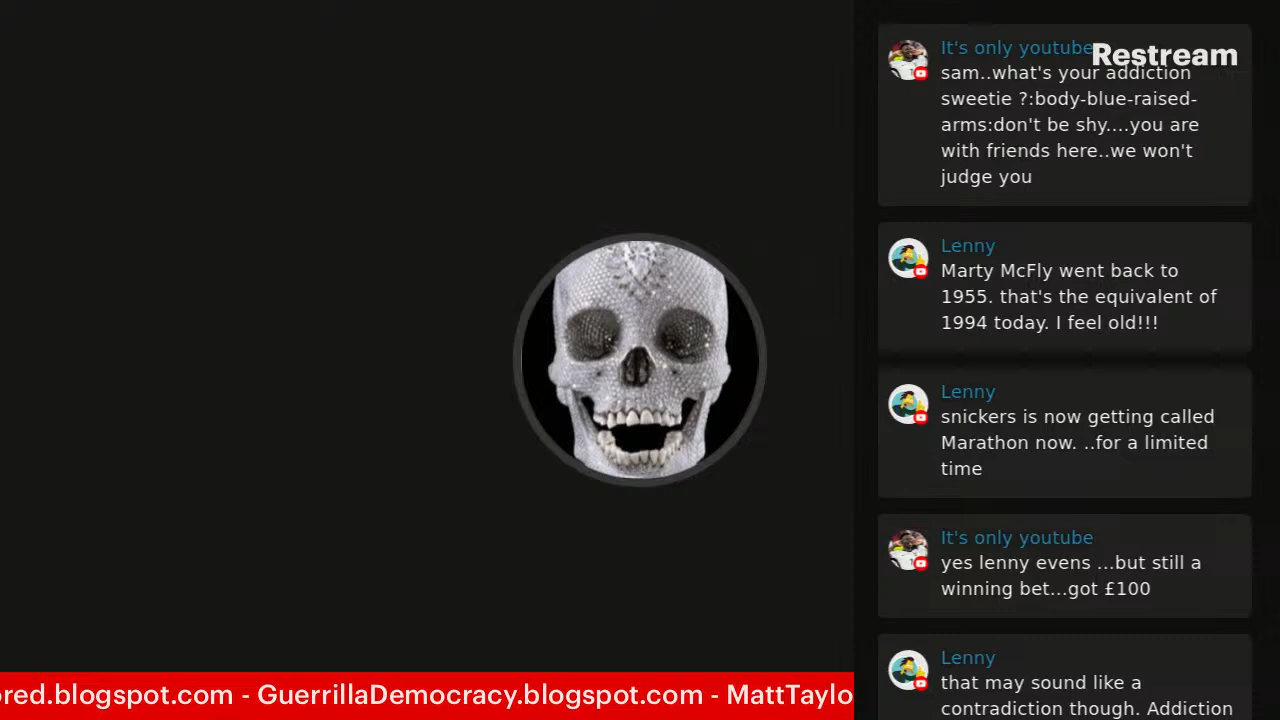 It's only youtube
Restream
sam..what's your addiction
sweetie ?:body-blue-raised-
arms:don't be shy....you are
with friends here..we won't
judge you
Lenny
Marty McFly went back to
1955. that's the equivalent of
1994 today. I feel old!!!
Lenny
snickers is now getting called
Marathon now. ..for a limited
time
It's only youtube
yes lenny evens ...but still a
winning bet...got £100
Lenny
that may sound like a
contradiction though. Addiction
ored.blogspot.com - GuerrillaDemocracy.blogspot.com - MattTaylo